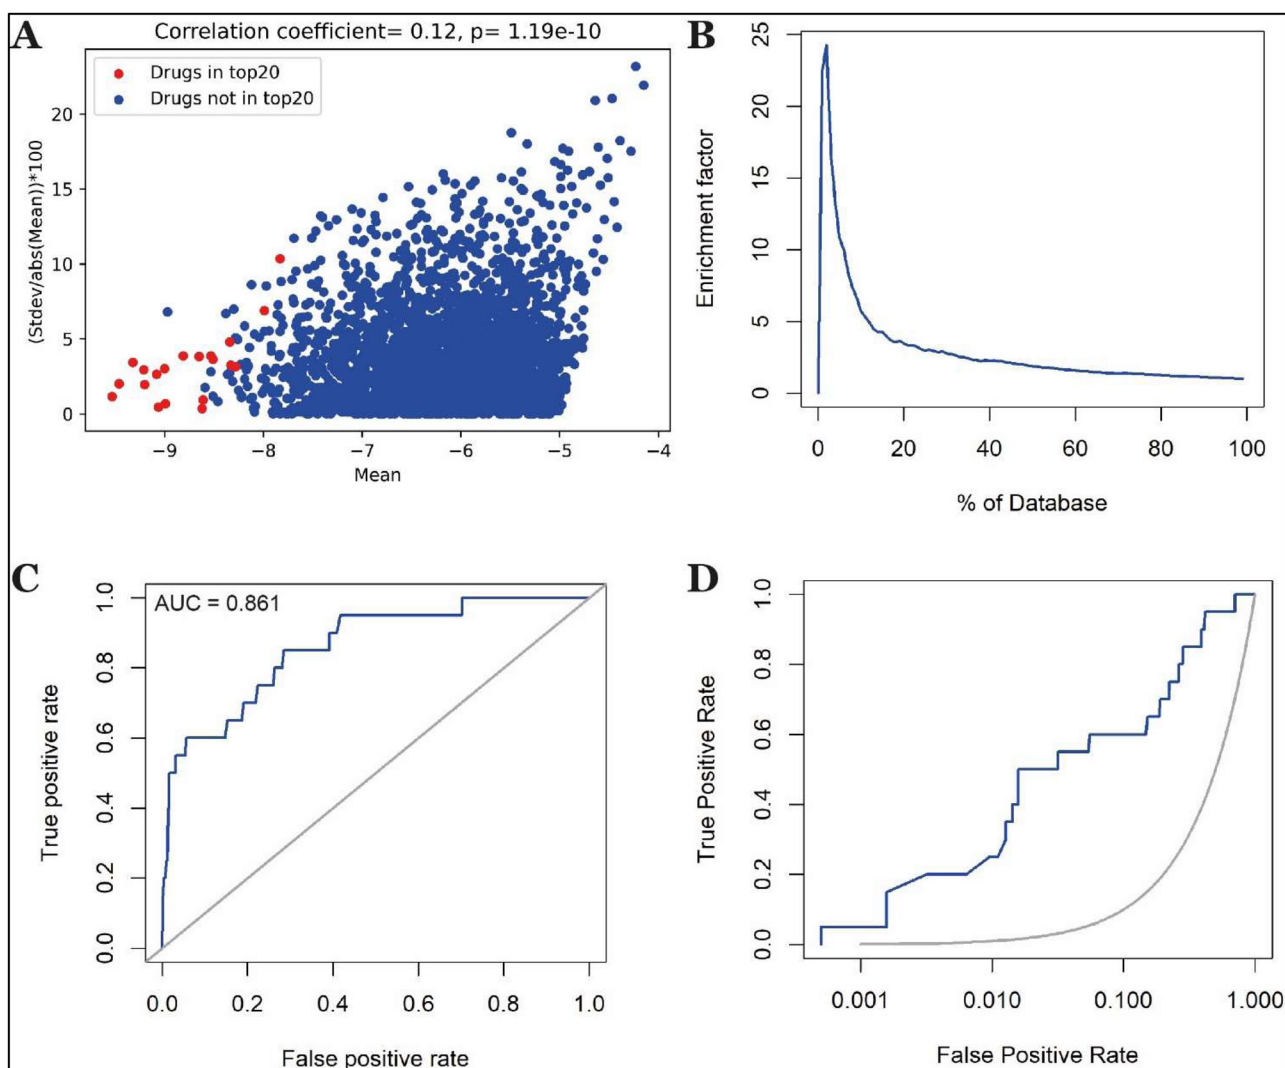 A
Correlation coefficient= 0.12, p= 1.19e-10
Drugs in top20
Drugs not in top20
(Stdev/abs(Mean))*100
20
15
10
5
0
−9 −8 −7 −6 −5 −4
Mean
B
Enrichment factor
25
20
15
10
5
0
0 20 40 60 80 100
% of Database
C
AUC = 0.861
True positive rate
1.0
0.8
0.6
0.4
0.2
0.0
0.0 0.2 0.4 0.6 0.8 1.0
False positive rate
D
True Positive Rate
1.0
0.8
0.6
0.4
0.2
0.0
0.001 0.010 0.100 1.000
False Positive Rate